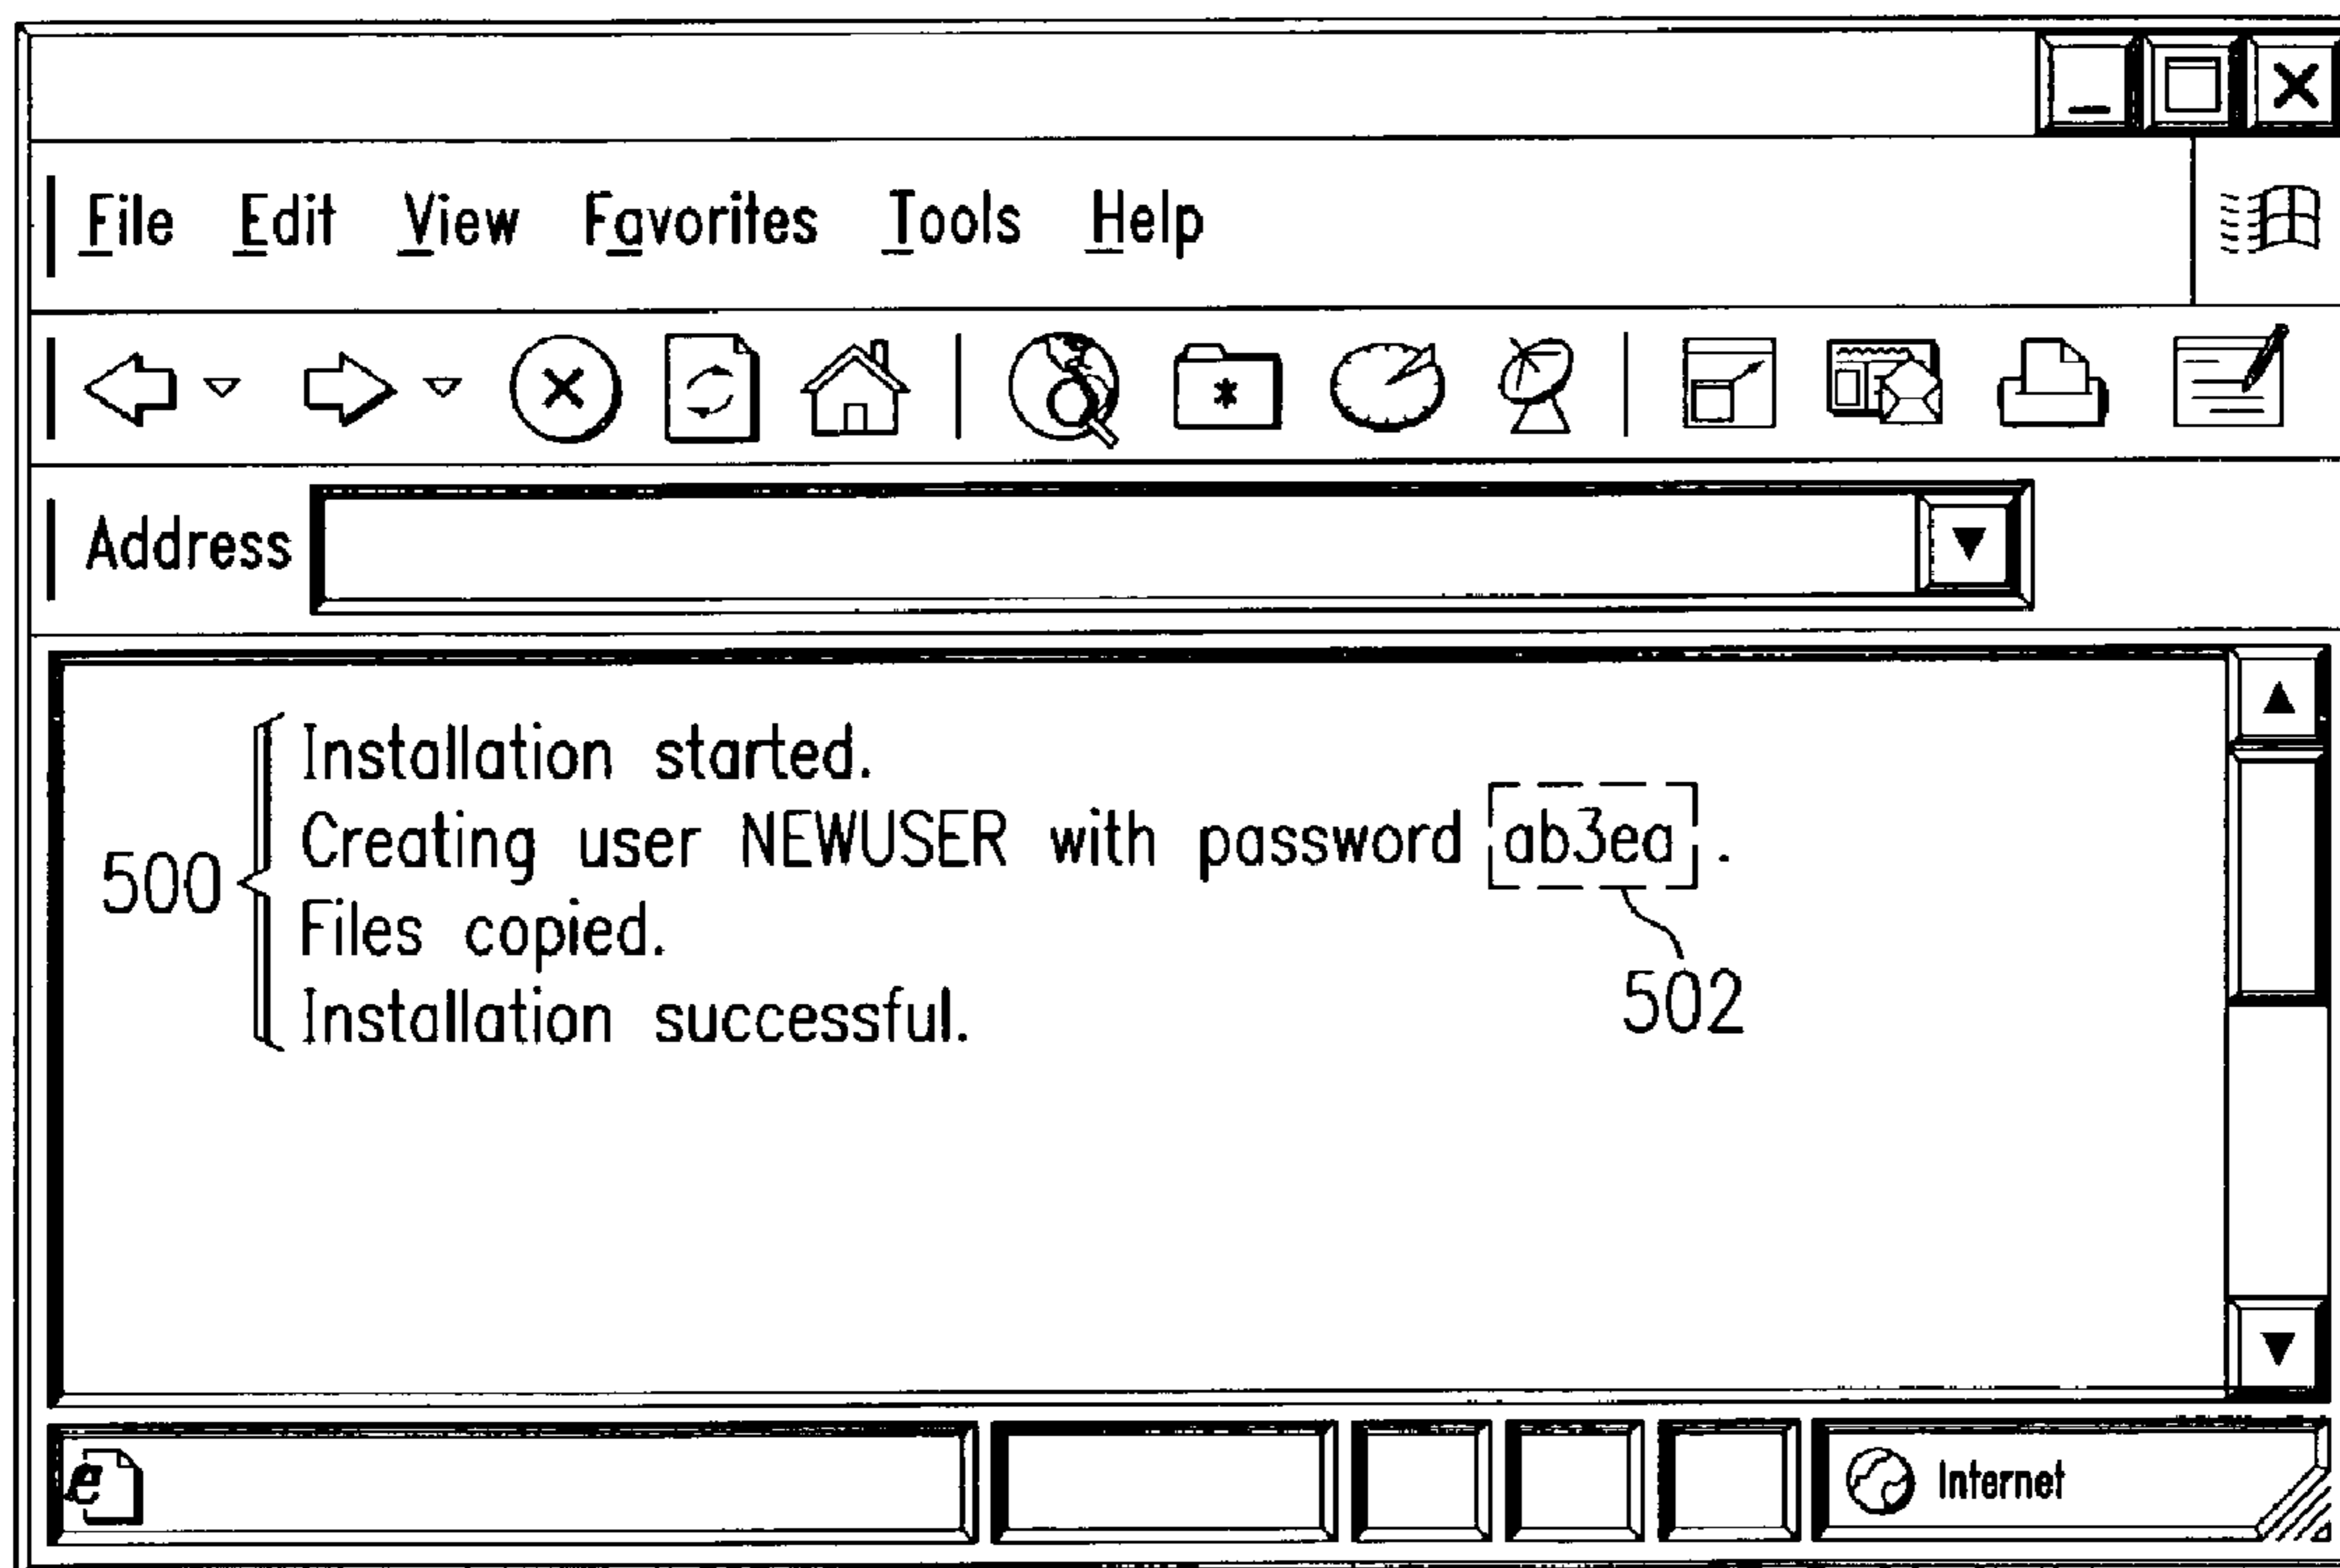 File Edit View Favorites Tools Help
Address
Installation started.
Creating user NEWUSER with password ab3ea.
500
Files copied.
Installation successful.
502
e
Internet